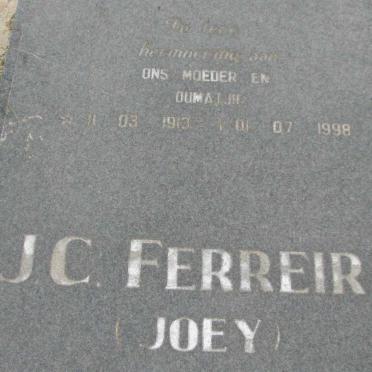 herinnering aan
ONS MOEDER EN
OUMATJIE
☆ 11 03 1913 † 01 07 1998
J.C. FERREIR
(JOEY)